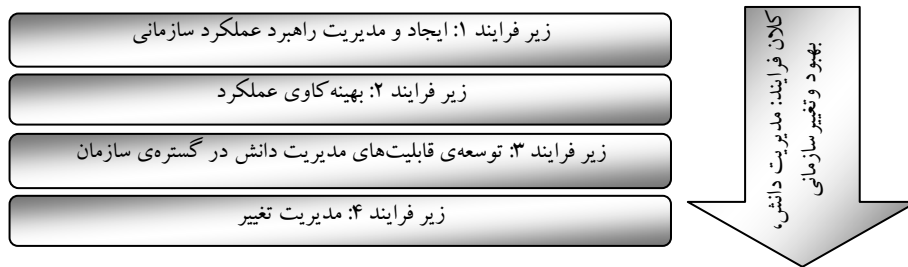 زیر فرایند ۱: ایجاد و مدیریت راهبرد عملکرد سازمانی
زیر فرایند ۲: بهینه‌کاوی عملکرد
زیر فرایند ۳: توسعه‌ی قابلیت‌های مدیریت دانش در گستره‌ی سازمان
زیر فرایند ۴: مدیریت تغییر
کلان فرایند: مدیریت دانش،
بهبود و تغییر سازمانی